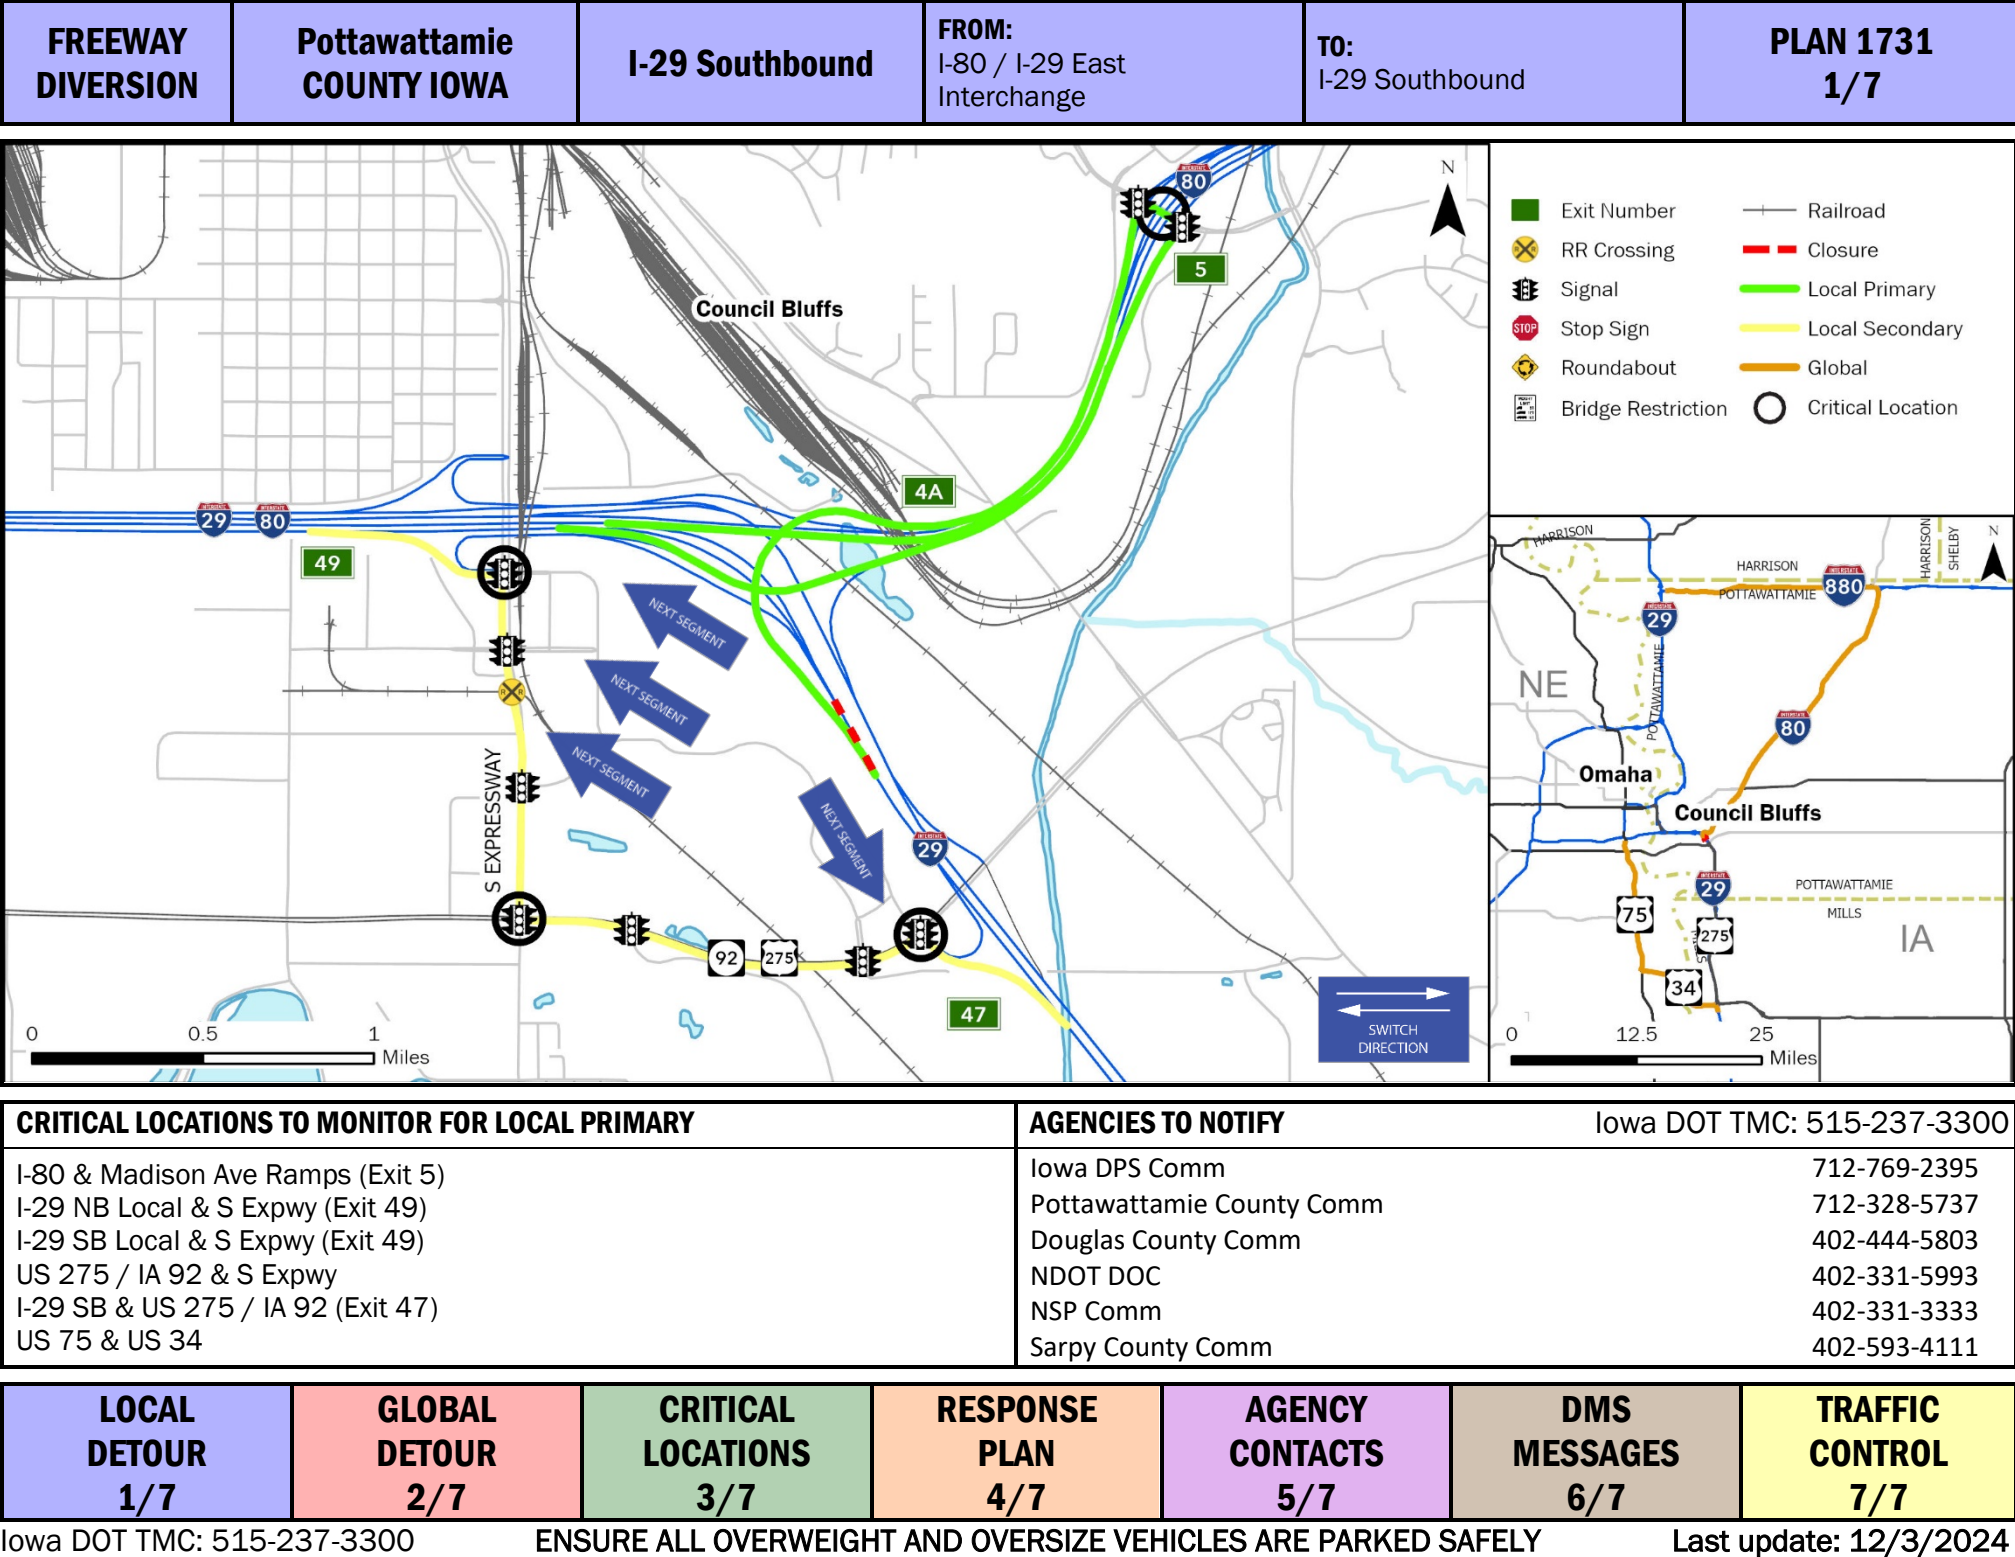 FREEWAY
DIVERSION
Pottawattamie
COUNTY IOWA
I-29 Southbound
FROM:
I-80 / I-29 East
Interchange
TO:
I-29 Southbound
PLAN 1731
1/7
80
N
5
Council Bluffs
4A
29
80
49
NEXT SEGMENT
NEXT SEGMENT
NEXT SEGMENT
NEXT SEGMENT
S EXPRESSWAY
29
92
275
47
SWITCH
DIRECTION
0
0.5
1
Miles
Exit Number
RR Crossing
Signal
STOP
Stop Sign
Roundabout
Bridge Restriction
Railroad
Closure
Local Primary
Local Secondary
Global
Critical Location
HARRISON
HARRISON
POTTAWATTAMIE
HARRISON
SHELBY
N
880
29
POTTAWATTAMIE
NE
80
Omaha
Council Bluffs
29
POTTAWATTAMIE
MILLS
75
275
IA
34
0
12.5
25
Miles
CRITICAL LOCATIONS TO MONITOR FOR LOCAL PRIMARY
I-80 & Madison Ave Ramps (Exit 5)
I-29 NB Local & S Expwy (Exit 49)
I-29 SB Local & S Expwy (Exit 49)
US 275 / IA 92 & S Expwy
I-29 SB & US 275 / IA 92 (Exit 47)
US 75 & US 34
AGENCIES TO NOTIFY
Iowa DOT TMC: 515-237-3300
Iowa DPS Comm 712-769-2395
Pottawattamie County Comm 712-328-5737
Douglas County Comm 402-444-5803
NDOT DOC 402-331-5993
NSP Comm 402-331-3333
Sarpy County Comm 402-593-4111
LOCAL
DETOUR
1/7
GLOBAL
DETOUR
2/7
CRITICAL
LOCATIONS
3/7
RESPONSE
PLAN
4/7
AGENCY
CONTACTS
5/7
DMS
MESSAGES
6/7
TRAFFIC
CONTROL
7/7
Iowa DOT TMC: 515-237-3300
ENSURE ALL OVERWEIGHT AND OVERSIZE VEHICLES ARE PARKED SAFELY
Last update: 12/3/2024